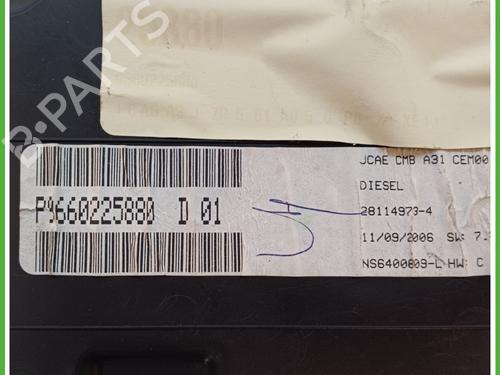 B-PARTS
P9660225880 D 01
JCAE CMB A31 CEM00
DIESEL
28114973-4
11/09/2006 SW: 7.
NS6400809-L HW: C